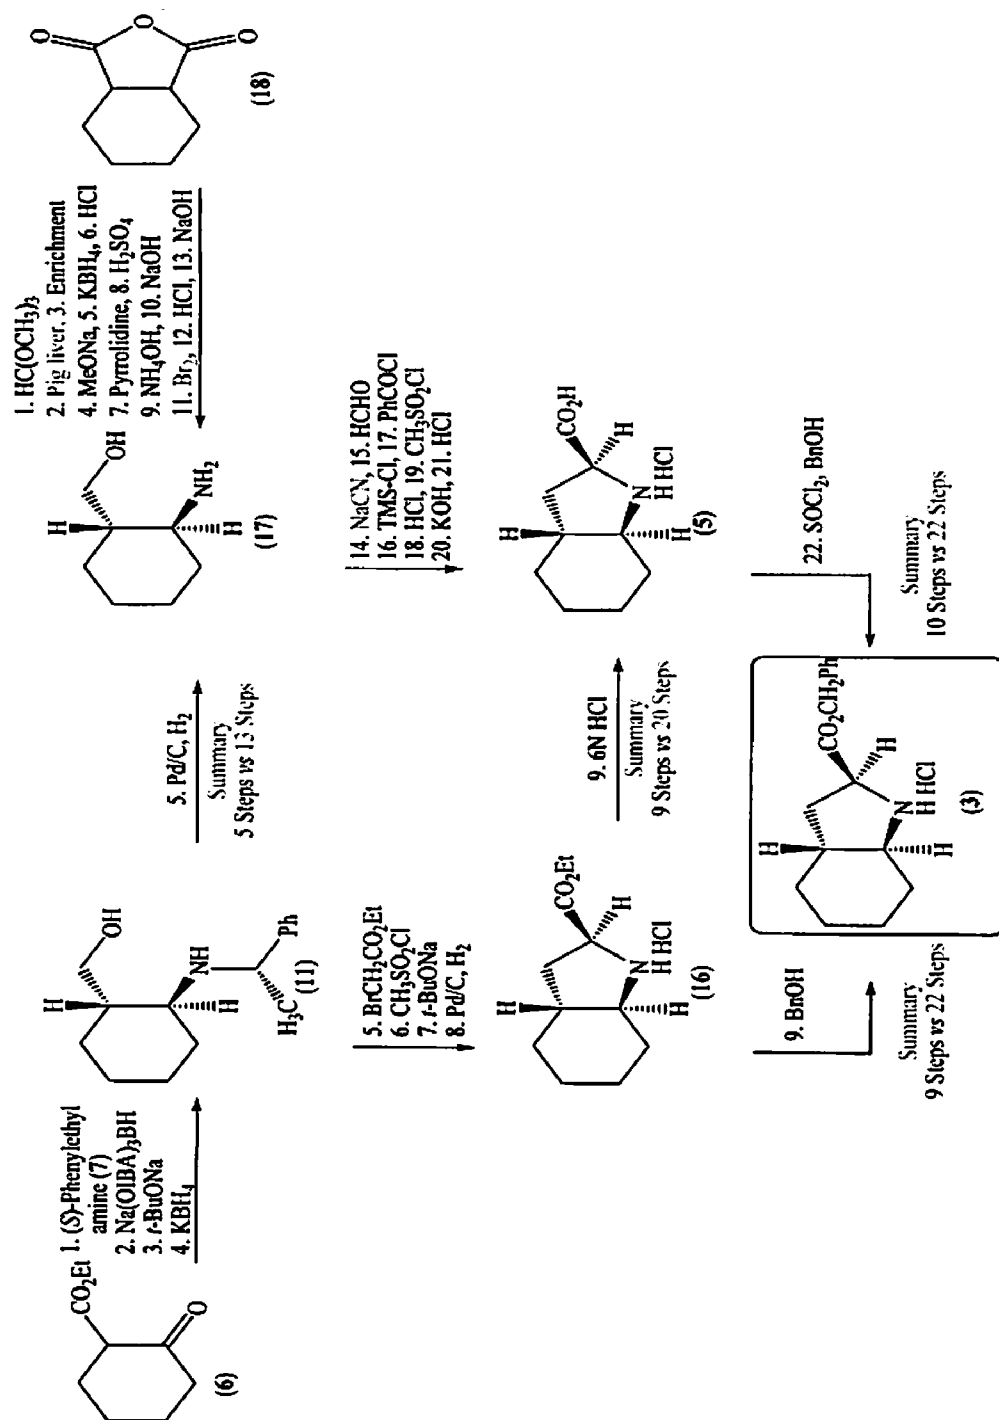 CO₂Et
O
(6)
1. (S)-Phenylethyl
amine (7)
2. Na(OIBA)₃BH
3. t-BuONa
4. KBH₄
H
OH
NH
H
H₃C
Ph
(11)
5. Pd/C, H₂
Summary
5 Steps vs 13 Steps
H
OH
NH₂
H
(17)
1. HC(OCH₃)₃
2. Pig liver, 3. Enrichment
4. MeONa, 5. KBH₄, 6. HCl
7. Pyrrolidine, 8. H₂SO₄
9. NH₄OH, 10. NaOH
11. Br₂, 12. HCl, 13. NaOH
O
O
O
(18)
5. BrCH₂CO₂Et
6. CH₃SO₂Cl
7. t-BuONa
8. Pd/C, H₂
14. NaCN, 15. HCHO
16. TMS-Cl, 17. PhCOCl
18. HCl, 19. CH₃SO₂Cl
20. KOH, 21. HCl
H
CO₂Et
H
N
H HCl
H
(16)
9. 6N HCl
Summary
9 Steps vs 20 Steps
H
CO₂H
H
N
H HCl
H
(5)
9. BnOH
Summary
9 Steps vs 22 Steps
H
CO₂CH₂Ph
H
N
H HCl
H
(3)
22. SOCl₂, BnOH
Summary
10 Steps vs 22 Steps